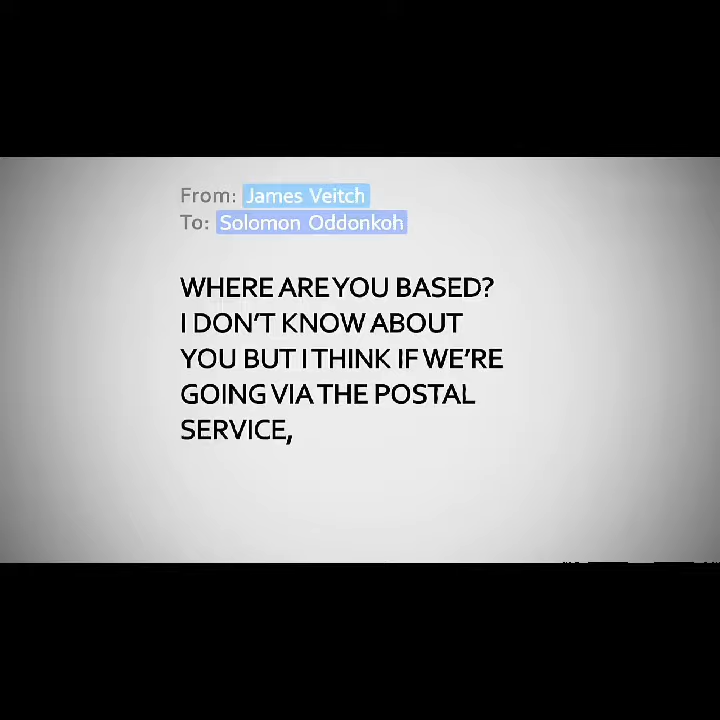 From: James Veitch
To: Solomon Oddonkoh
WHERE ARE YOU BASED?
I DON'T KNOW ABOUT
YOU BUT I THINK IF WE'RE
GOING VIA THE POSTAL
SERVICE,